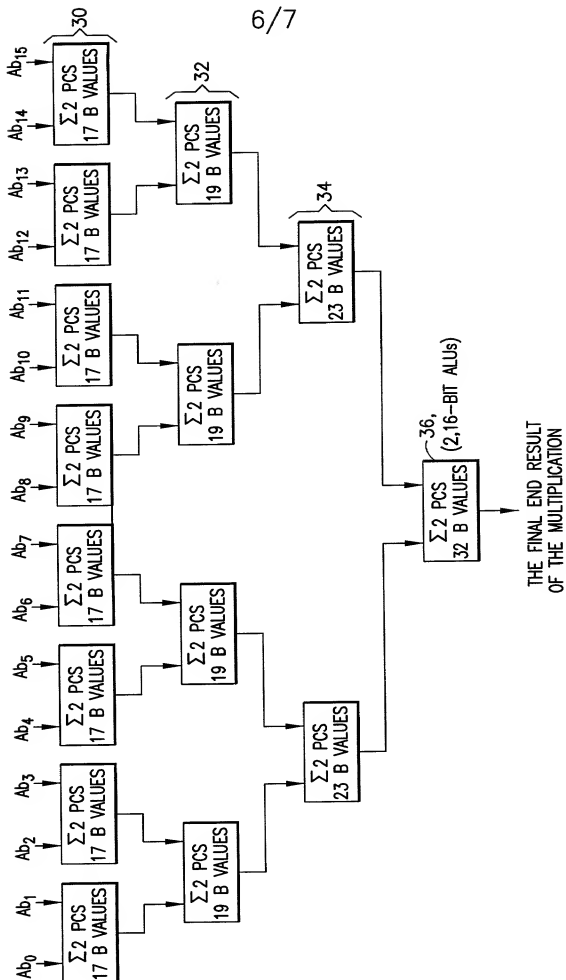 6/7
30
Ab15
Ab14
Ab13
Ab12
Ab11
Ab10
Ab9
Ab8
Ab7
Ab6
Ab5
Ab4
Ab3
Ab2
Ab1
Ab0
Σ2 PCS
17 B VALUES
Σ2 PCS
17 B VALUES
Σ2 PCS
17 B VALUES
Σ2 PCS
17 B VALUES
Σ2 PCS
17 B VALUES
Σ2 PCS
17 B VALUES
Σ2 PCS
17 B VALUES
Σ2 PCS
17 B VALUES
32
Σ2 PCS
19 B VALUES
Σ2 PCS
19 B VALUES
Σ2 PCS
19 B VALUES
Σ2 PCS
19 B VALUES
34
Σ2 PCS
23 B VALUES
Σ2 PCS
23 B VALUES
36,
(2,16-BIT ALUs)
Σ2 PCS
32 B VALUES
THE FINAL END RESULT
OF THE MULTIPLICATION